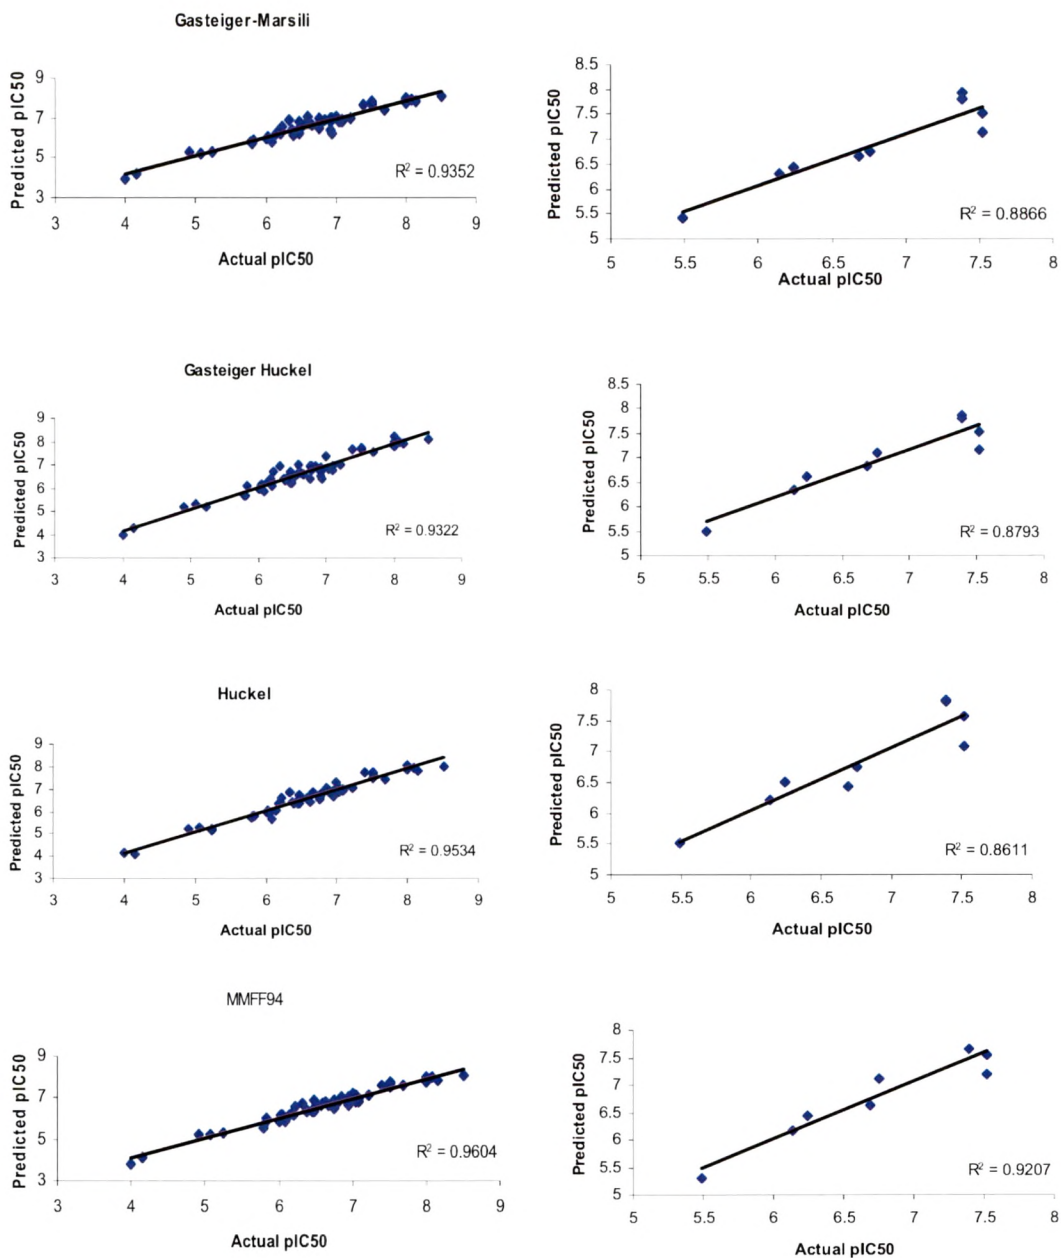 Gasteiger-Marsili
Predicted pIC50
9
7
5
3
3 4 5 6 7 8 9
R² = 0.9352
Actual pIC50
Predicted pIC50
8.5
8
7.5
7
6.5
6
5.5
5
5 5.5 6 6.5 7 7.5 8
R² = 0.8866
Actual pIC50
Gasteiger Huckel
Predicted pIC50
9
8
7
6
5
4
3
3 4 5 6 7 8 9
R² = 0.9322
Actual pIC50
Predicted pIC50
8.5
8
7.5
7
6.5
6
5.5
5
5 5.5 6 6.5 7 7.5 8
R² = 0.8793
Actual pIC50
Huckel
Predicted pIC50
9
8
7
6
5
4
3
3 4 5 6 7 8 9
R² = 0.9534
Actual pIC50
Predicted pIC50
8
7.5
7
6.5
6
5.5
5
5 5.5 6 6.5 7 7.5 8
R² = 0.8611
Actual pIC50
MMFF94
Predicted pIC50
9
7
5
3
3 4 5 6 7 8 9
R² = 0.9604
Actual pIC50
Predicted pIC50
8
7.5
7
6.5
6
5.5
5
5 5.5 6 6.5 7 7.5 8
R² = 0.9207
Actual pIC50